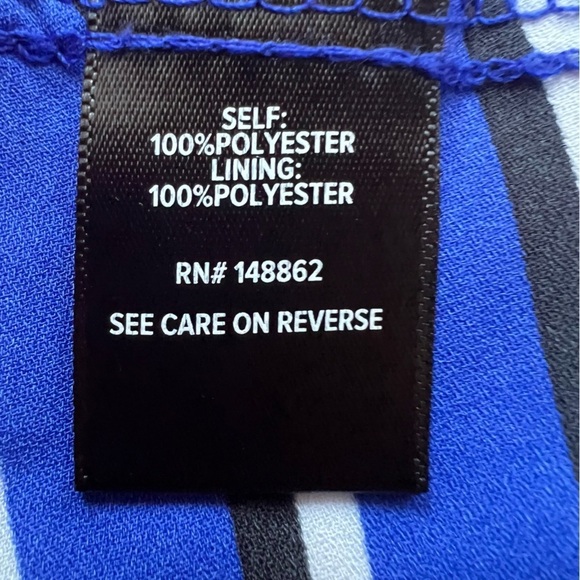 SELF:
100%POLYESTER
LINING:
100%POLYESTER
RN# 148862
SEE CARE ON REVERSE